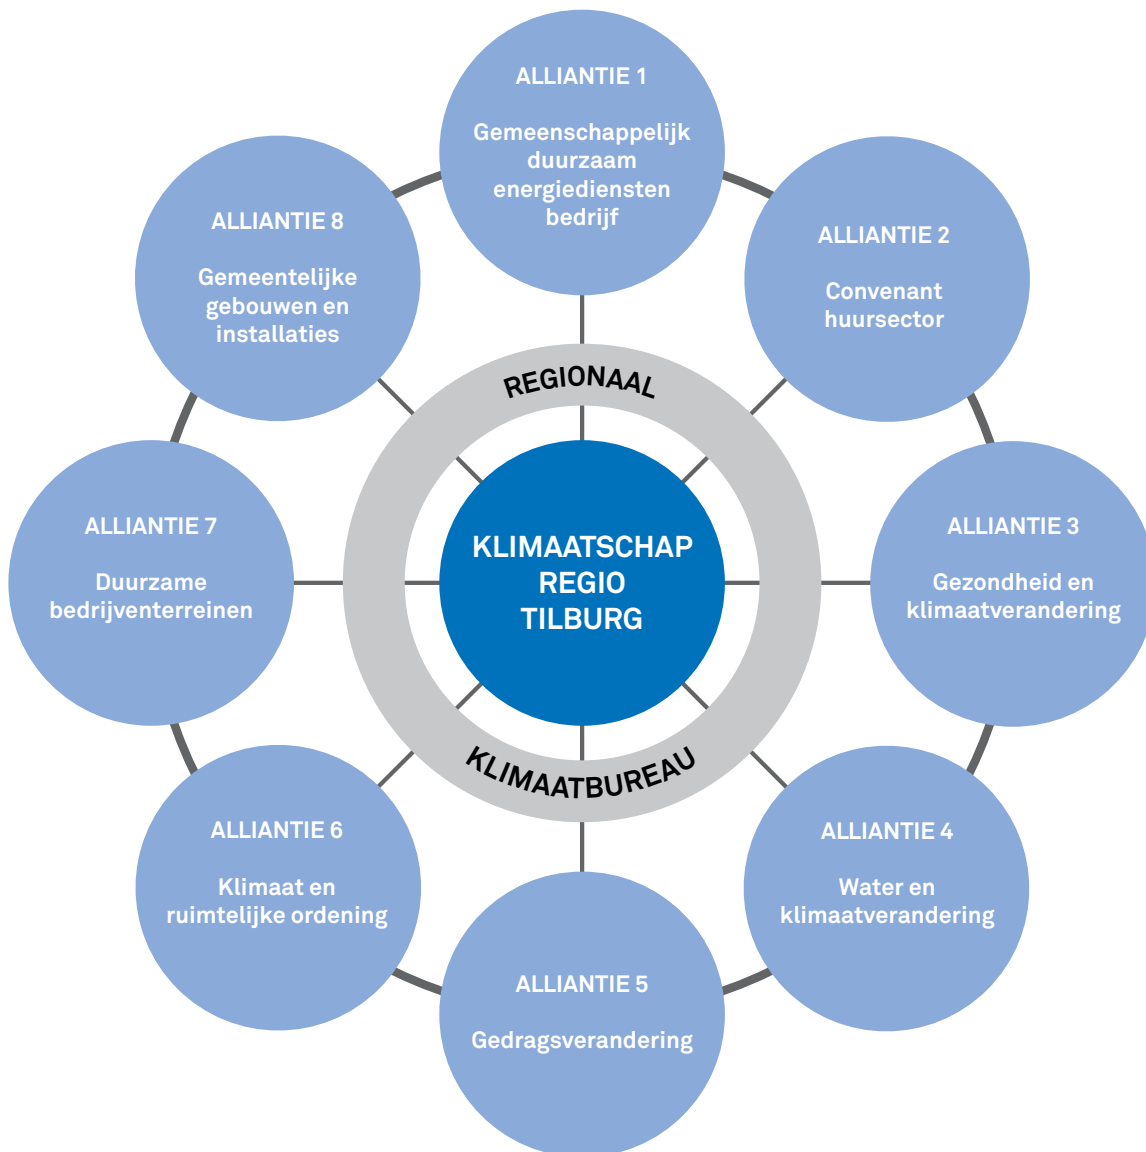 ALLIANTIE 1
Gemeenschappelijk
duurzaam
energiediensten
bedrijf
ALLIANTIE 2
Convenant
huursector
ALLIANTIE 3
Gezondheid en
klimaatverandering
ALLIANTIE 4
Water en
klimaatverandering
ALLIANTIE 5
Gedragsverandering
ALLIANTIE 6
Klimaat en
ruimtelijke ordening
ALLIANTIE 7
Duurzame
bedrijventerreinen
ALLIANTIE 8
Gemeentelijke
gebouwen en
installaties
REGIONAAL
KLIMAATBUREAU
KLIMAATSCHAP
REGIO
TILBURG